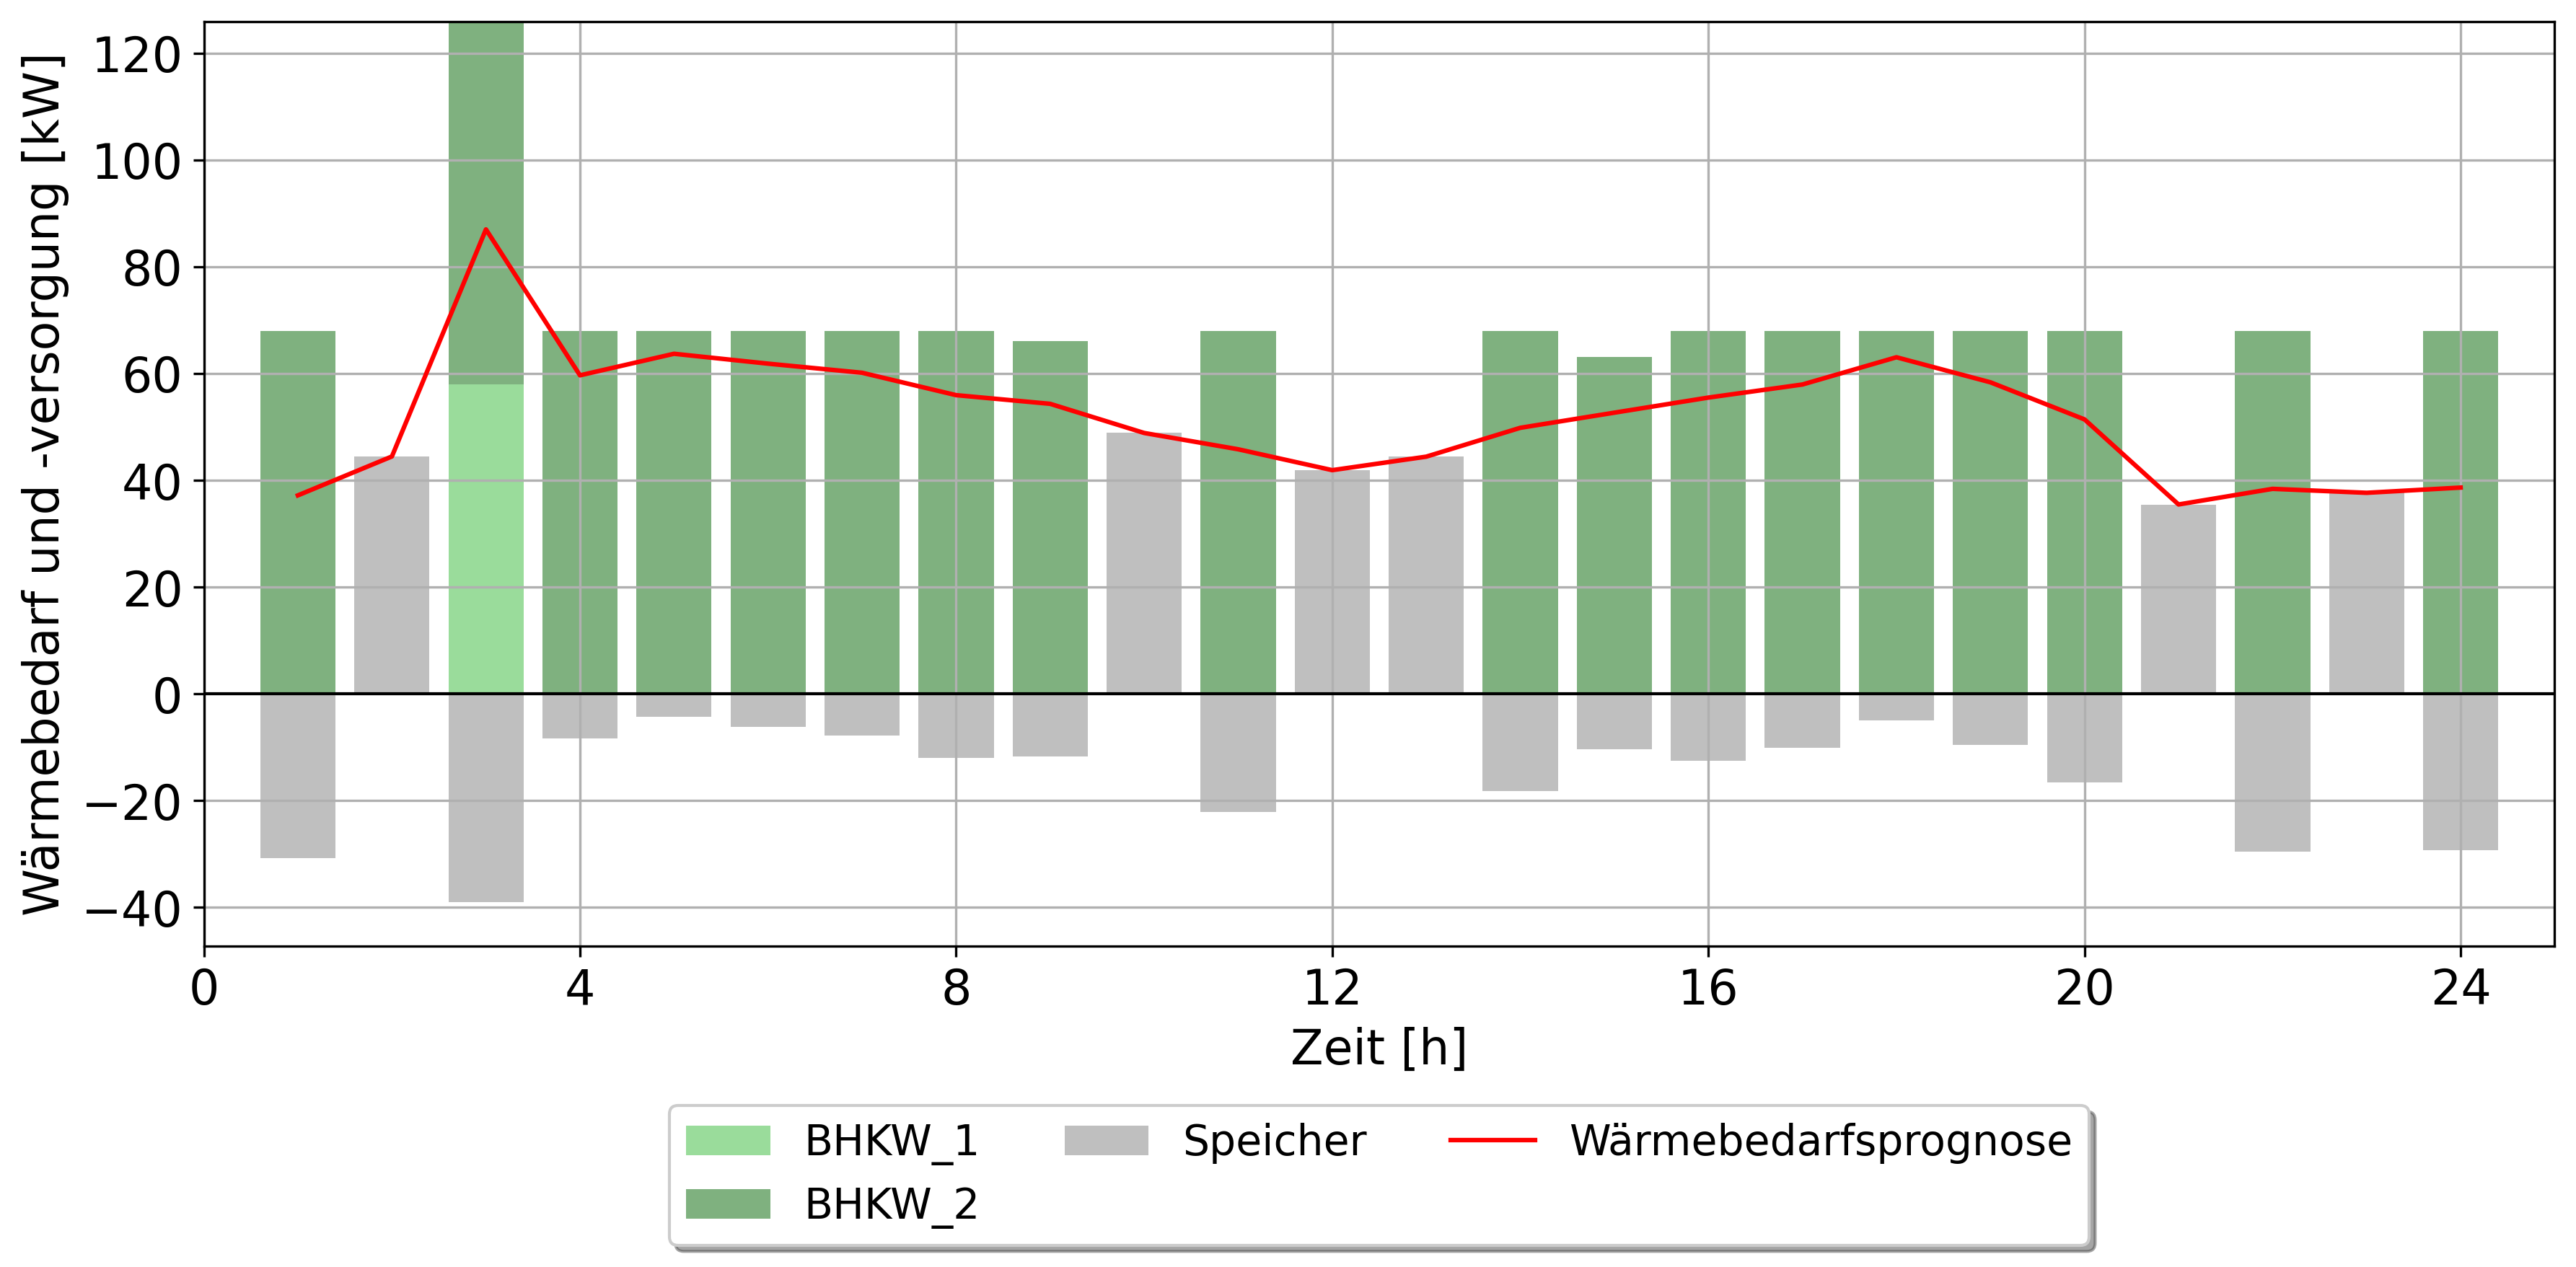 Wärmebedarf und -versorgung [kW]
120
100
80
60
40
20
0
−20
−40
0 4 8 12 16 20 24
Zeit [h]
BHKW_1 Speicher Wärmebedarfsprognose
BHKW_2